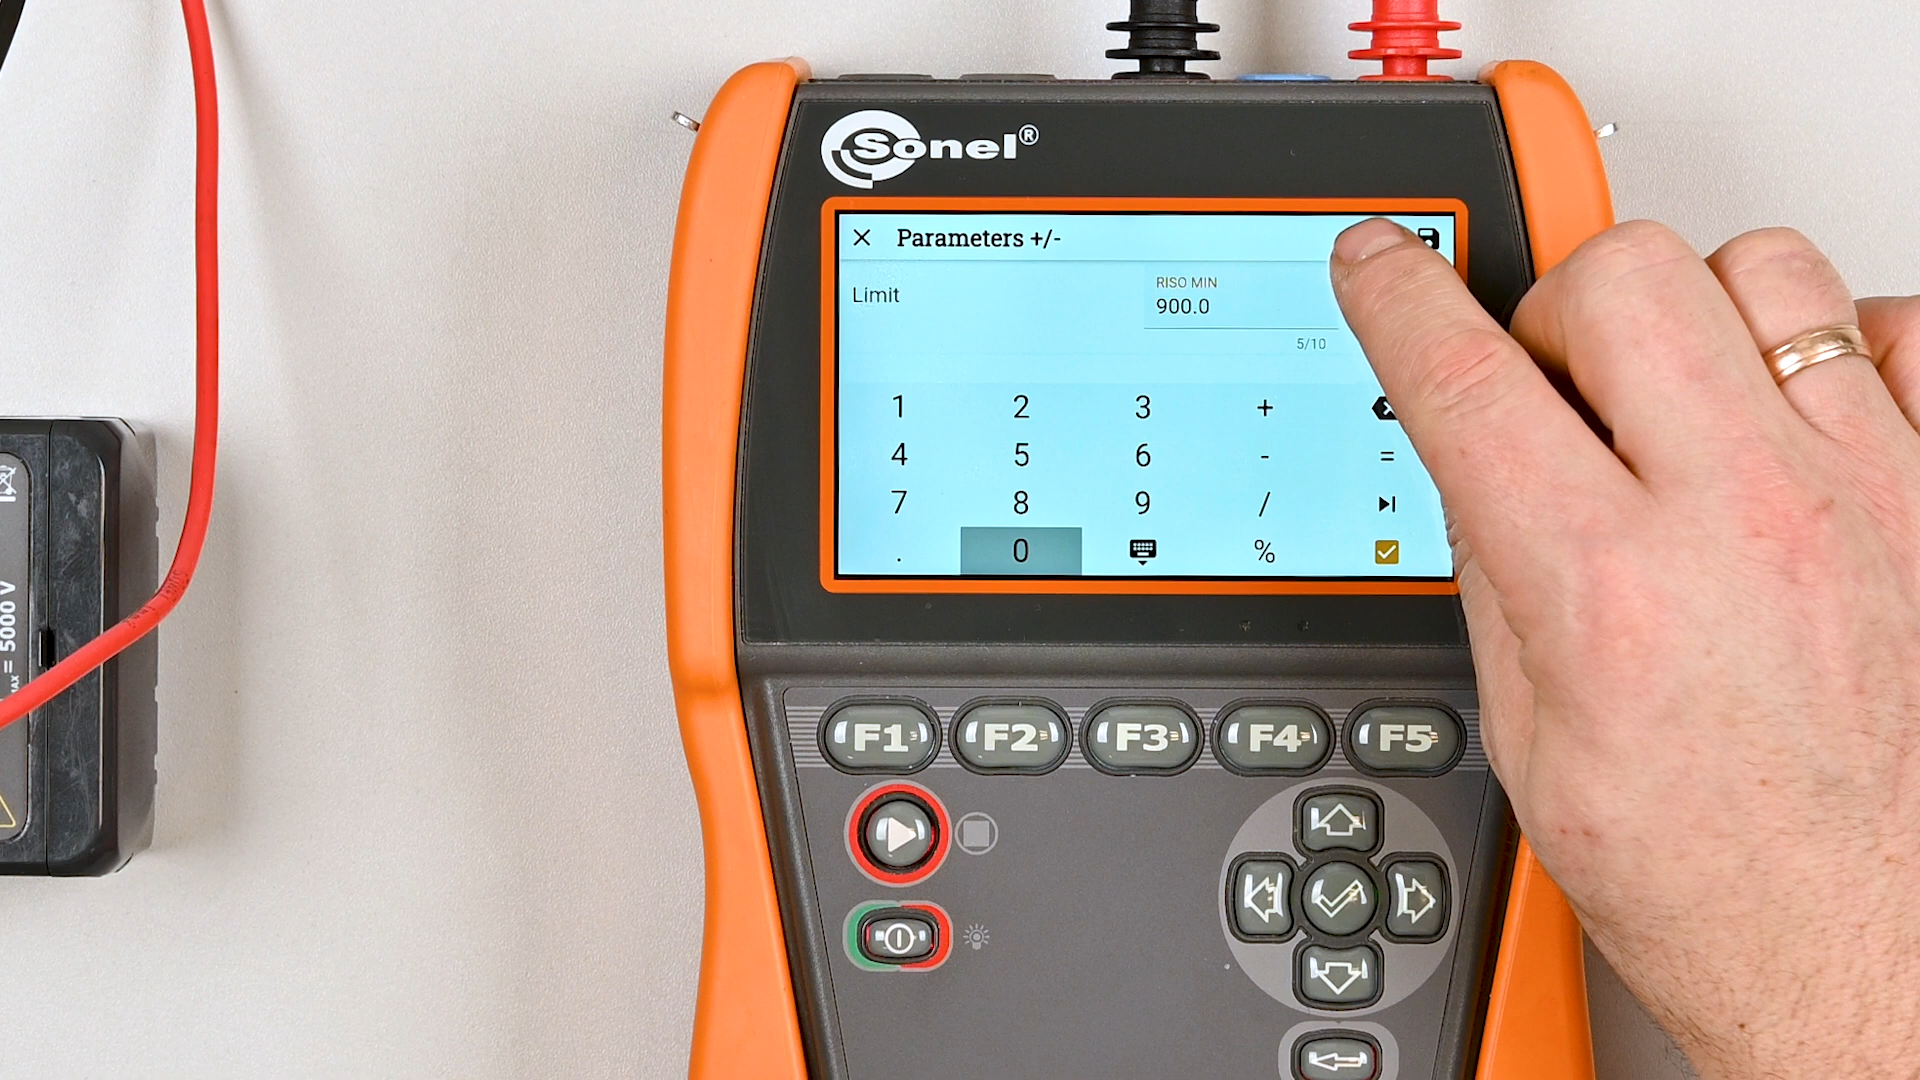 Sonel®
Parameters +/-
Limit
RISO MIN
900.0
5/10
1 2 3 +
4 5 6 - =
7 8 9 /
. 0 %
MAX = 5000 V
F1 F2 F3 F4 F5